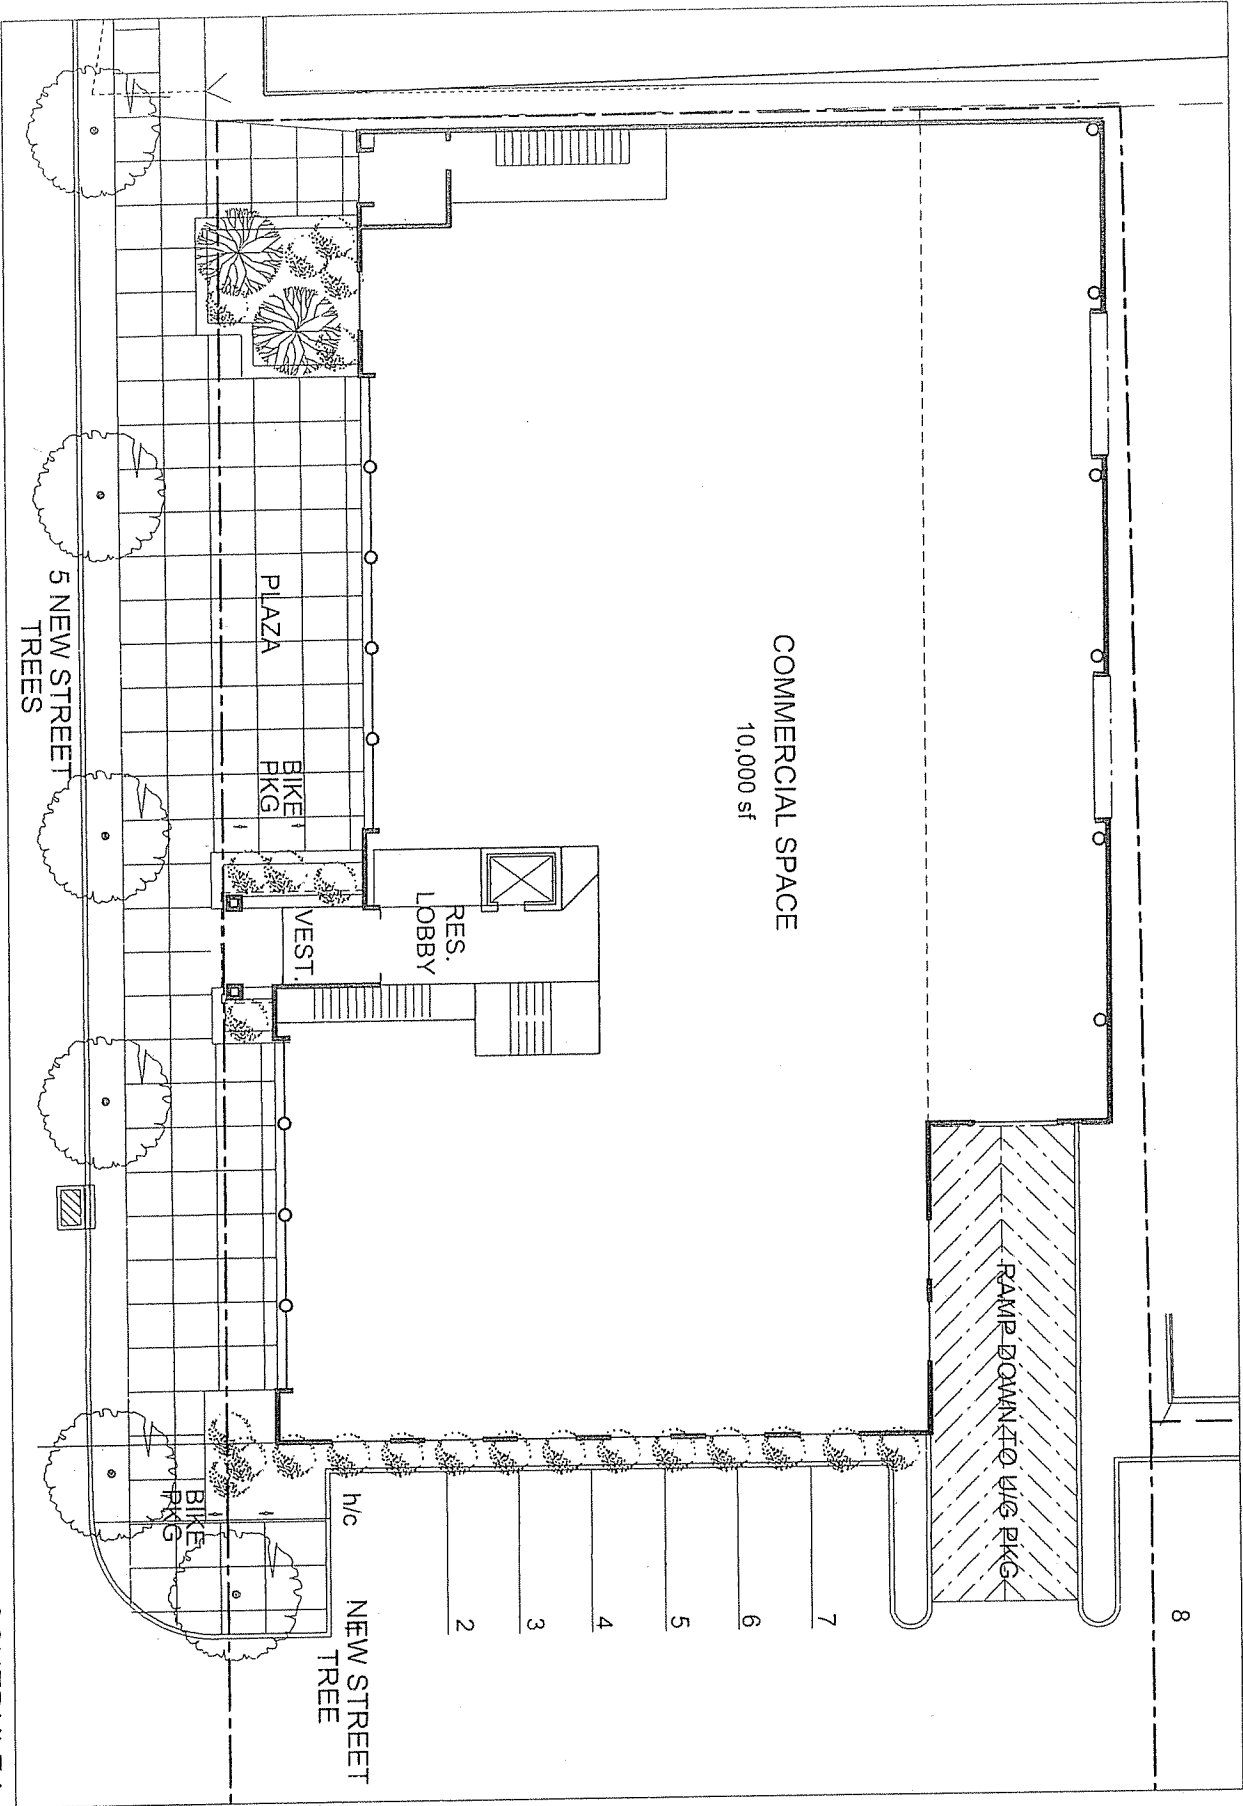 8
RAMP DOWN TO U/G PKG
COMMERCIAL SPACE
10,000 sf
7
6
5
4
3
2
RES.
LOBBY
VEST.
h/c
NEW STREET
TREE
BIKE
PKG
PLAZA
BIKE
PKG
5 NEW STREET
TREES